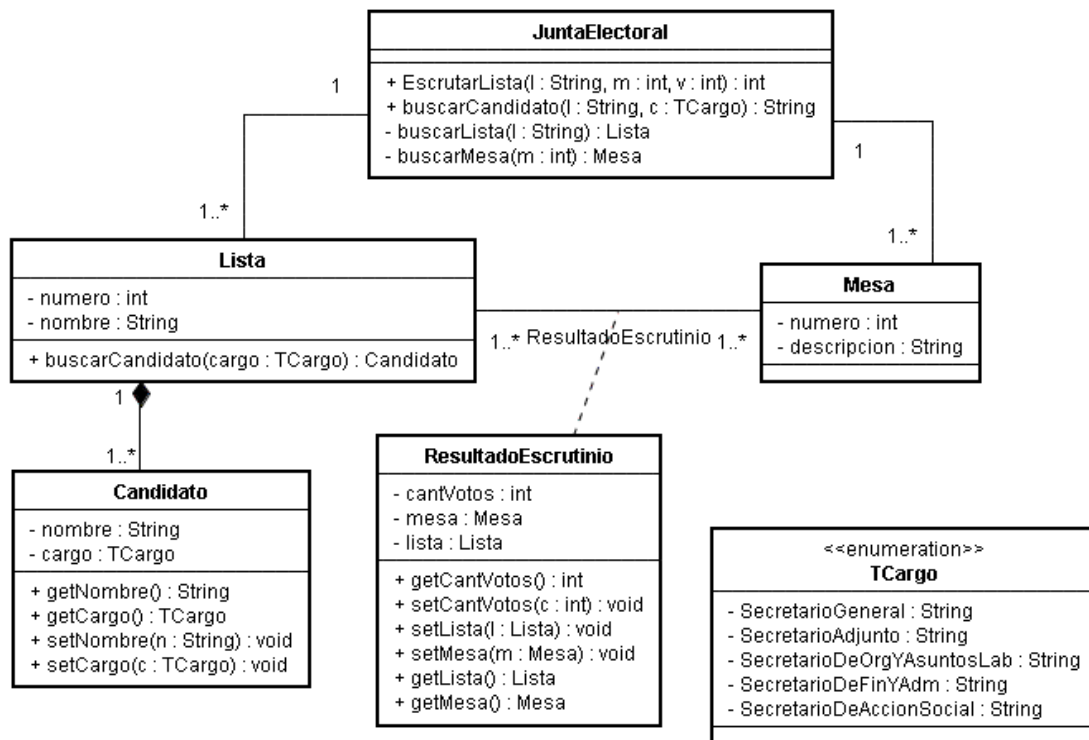 JuntaElectoral
+ EscrutarLista(l : String, m : int, v : int) : int
+ buscarCandidato(l : String, c : TCargo) : String
- buscarLista(l : String) : Lista
- buscarMesa(m : int) : Mesa
1
1
1..*
1..*
Lista
- numero : int
- nombre : String
+ buscarCandidato(cargo : TCargo) : Candidato
Mesa
- numero : int
- descripcion : String
1..* ResultadoEscrutinio 1..*
1
1..*
Candidato
- nombre : String
- cargo : TCargo
+ getNombre() : String
+ getCargo() : TCargo
+ setNombre(n : String) : void
+ setCargo(c : TCargo) : void
ResultadoEscrutinio
- cantVotos : int
- mesa : Mesa
- lista : Lista
+ getCantVotos() : int
+ setCantVotos(c : int) : void
+ setLista(l : Lista) : void
+ setMesa(m : Mesa) : void
+ getLista() : Lista
+ getMesa() : Mesa
<<enumeration>>
TCargo
- SecretarioGeneral : String
- SecretarioAdjunto : String
- SecretarioDeOrgYAsuntosLab : String
- SecretarioDeFinYAdm : String
- SecretarioDeAccionSocial : String